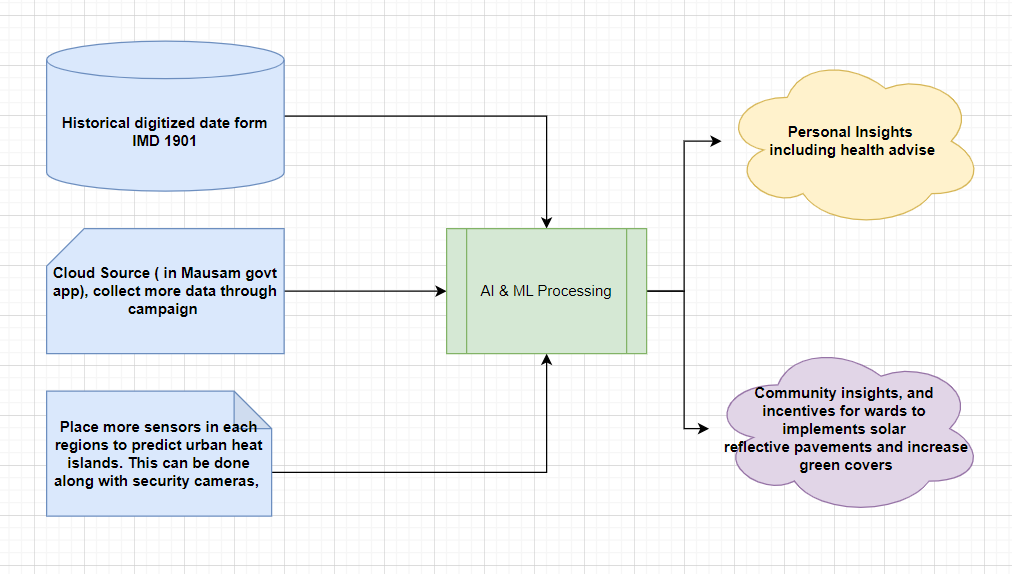 Historical digitized date form
IMD 1901
Cloud Source ( in Mausam govt
app), collect more data through
campaign
Place more sensors in each
regions to predict urban heat
islands. This can be done
along with security cameras,
AI & ML Processing
Personal Insights
including health advise
Community insights, and
incentives for wards to
implements solar
reflective pavements and increase
green covers